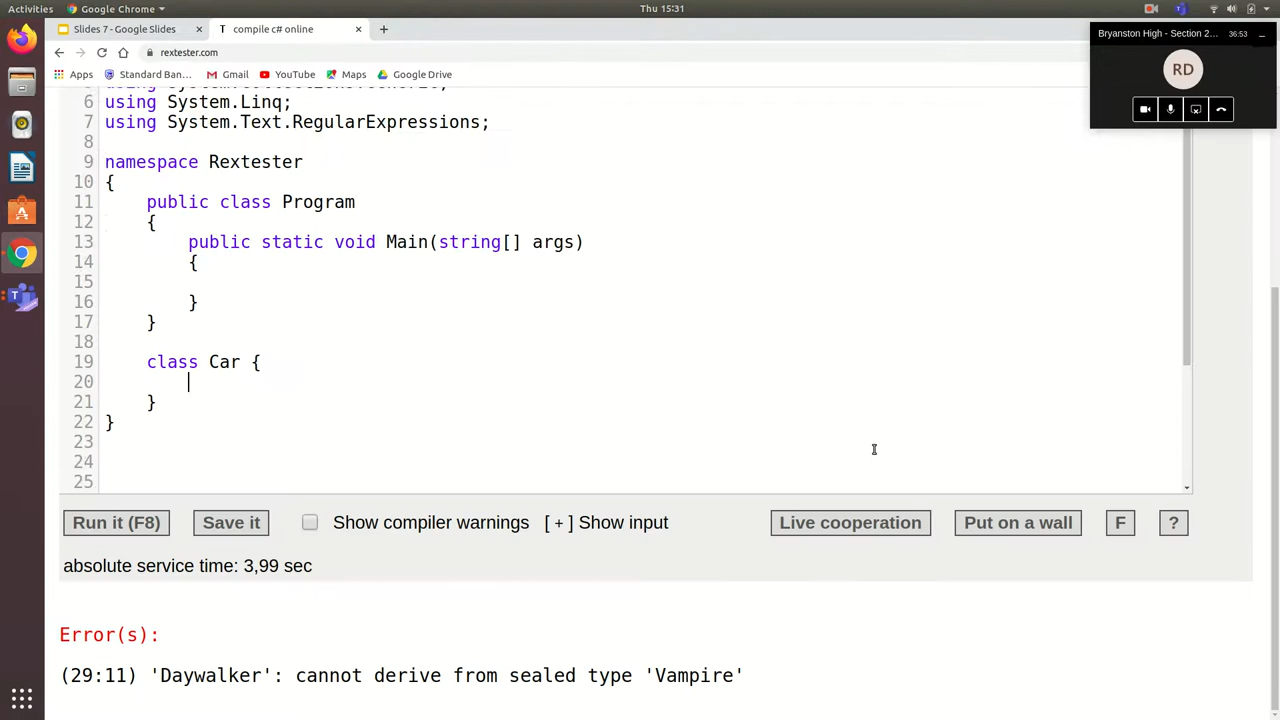 Activities Google Chrome Thu 15:31
Slides 7 - Google Slides compile c# online
Bryanston High - Section 2... 36:53
rextester.com
RD
Apps Standard Ban... Gmail YouTube Maps Google Drive
6 using System.Linq;
7 using System.Text.RegularExpressions;
8
9 namespace Rextester
10 {
11 public class Program
12 {
13 public static void Main(string[] args)
14 {
15
16 }
17 }
18
19 class Car {
20
21 }
22 }
23
24
25
Run it (F8) Save it Show compiler warnings [ + ] Show input Live cooperation Put on a wall F ?
absolute service time: 3,99 sec
Error(s):
(29:11) 'Daywalker': cannot derive from sealed type 'Vampire'